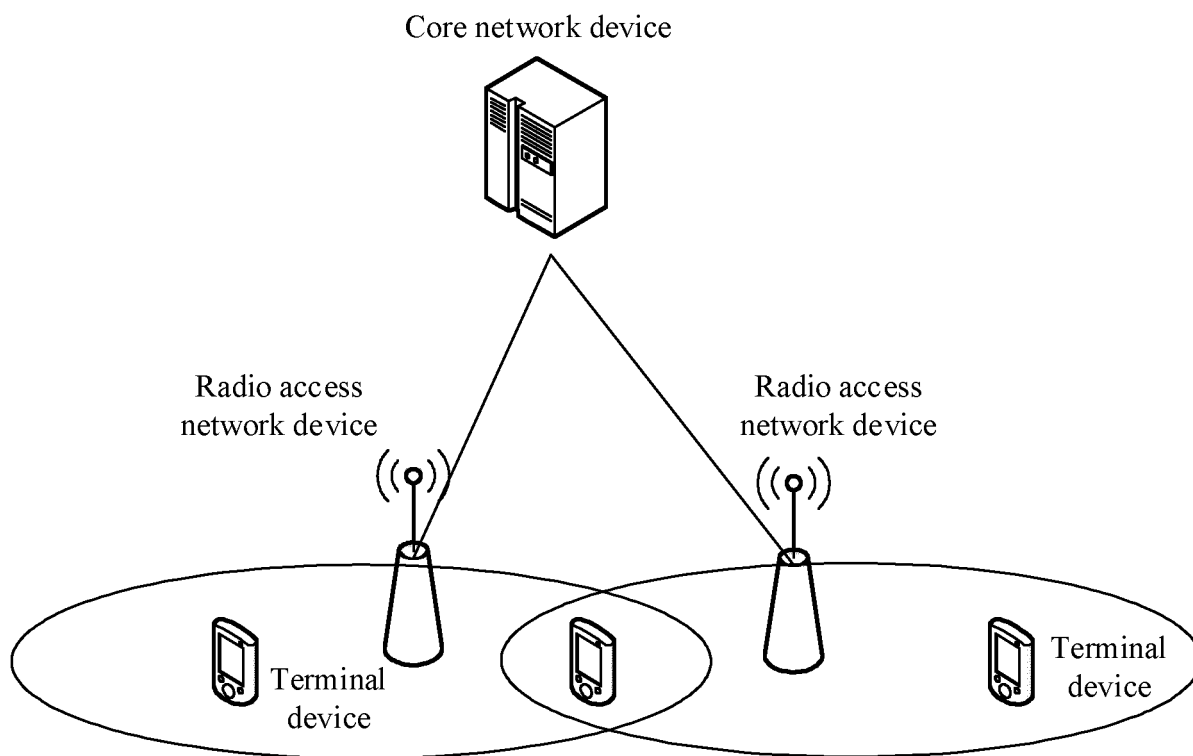 Core network device
Radio access
network device
Radio access
network device
Terminal
device
Terminal
device